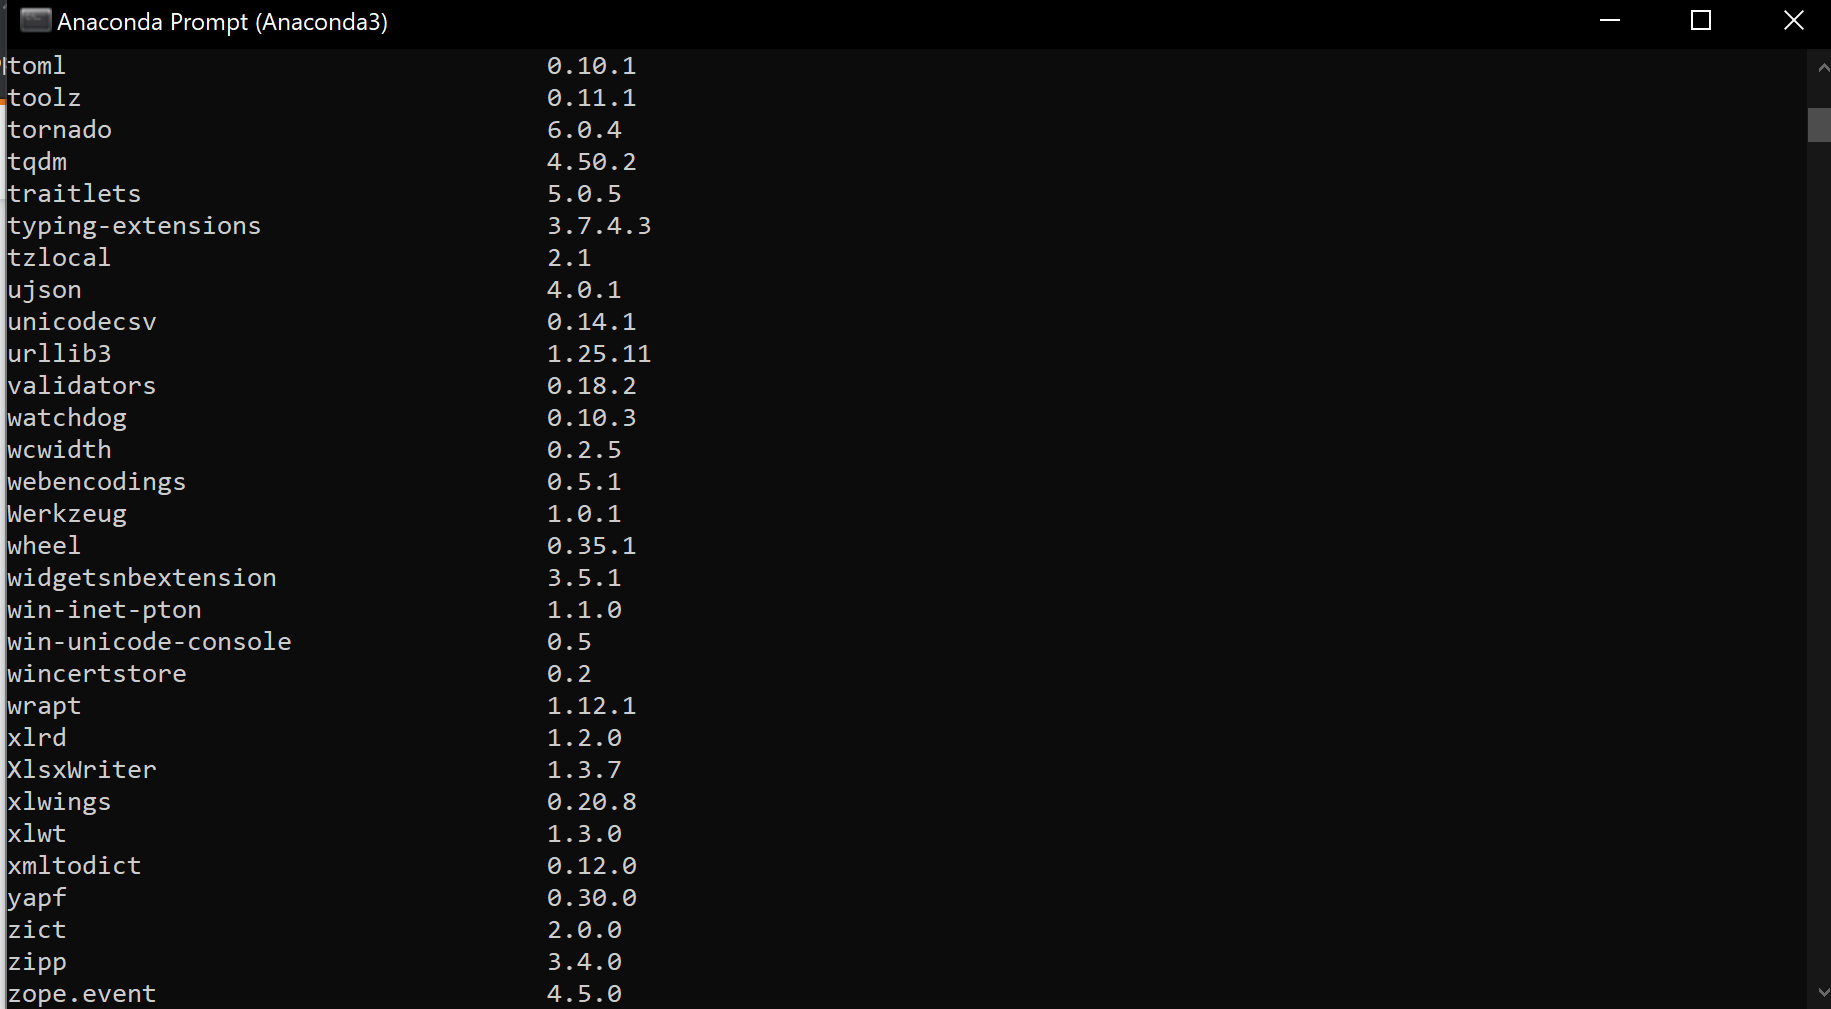 Anaconda Prompt (Anaconda3)
toml 0.10.1
toolz 0.11.1
tornado 6.0.4
tqdm 4.50.2
traitlets 5.0.5
typing-extensions 3.7.4.3
tzlocal 2.1
ujson 4.0.1
unicodecsv 0.14.1
urllib3 1.25.11
validators 0.18.2
watchdog 0.10.3
wcwidth 0.2.5
webencodings 0.5.1
Werkzeug 1.0.1
wheel 0.35.1
widgetsnbextension 3.5.1
win-inet-pton 1.1.0
win-unicode-console 0.5
wincertstore 0.2
wrapt 1.12.1
xlrd 1.2.0
XlsxWriter 1.3.7
xlwings 0.20.8
xlwt 1.3.0
xmltodict 0.12.0
yapf 0.30.0
zict 2.0.0
zipp 3.4.0
zope.event 4.5.0